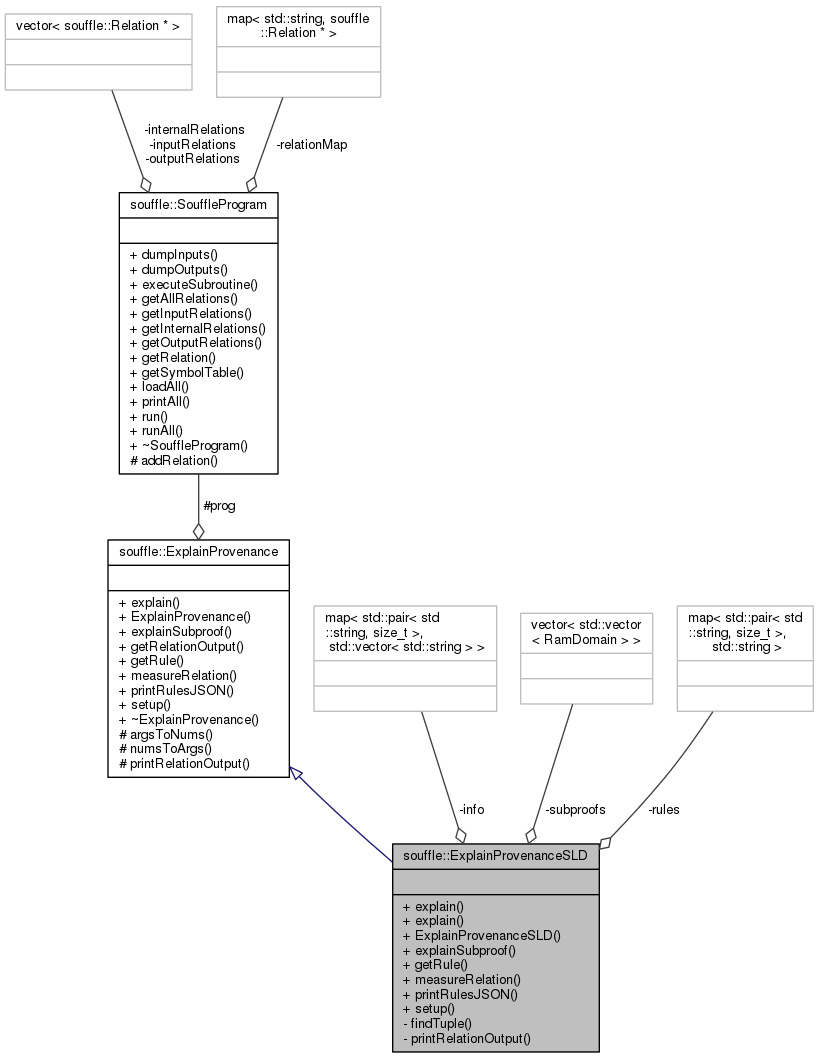 vector< souffle::Relation * >
map< std::string, souffle
::Relation * >
-internalRelations
-inputRelations
-outputRelations
-relationMap
souffle::SouffleProgram
+ dumpInputs()
+ dumpOutputs()
+ executeSubroutine()
+ getAllRelations()
+ getInputRelations()
+ getInternalRelations()
+ getOutputRelations()
+ getRelation()
+ getSymbolTable()
+ loadAll()
+ printAll()
+ run()
+ runAll()
+ ~SouffleProgram()
# addRelation()
#prog
souffle::ExplainProvenance
+ explain()
+ ExplainProvenance()
+ explainSubproof()
+ getRelationOutput()
+ getRule()
+ measureRelation()
+ printRulesJSON()
+ setup()
+ ~ExplainProvenance()
# argsToNums()
# numsToArgs()
# printRelationOutput()
map< std::pair< std
::string, size_t >,
std::vector< std::string > >
vector< std::vector
< RamDomain > >
map< std::pair< std
::string, size_t >,
std::string >
-info
-subproofs
-rules
souffle::ExplainProvenanceSLD
+ explain()
+ explain()
+ ExplainProvenanceSLD()
+ explainSubproof()
+ getRule()
+ measureRelation()
+ printRulesJSON()
+ setup()
- findTuple()
- printRelationOutput()